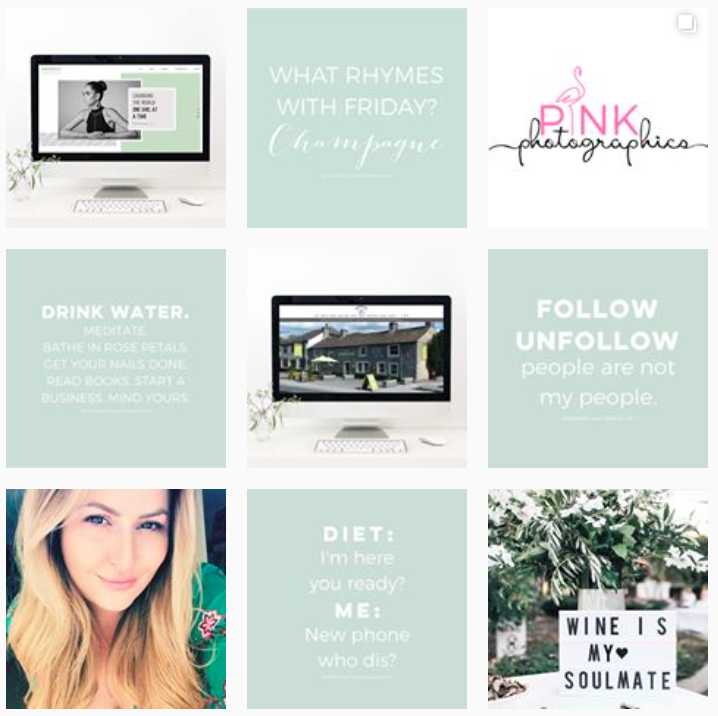 CHANGING
THE WORLD
ONE GIRL AT
A TIME
WHAT RHYMES
WITH FRIDAY?
Champagne
PINK
photographics
DRINK WATER.
MEDITATE.
BATHE IN ROSE PETALS.
GET YOUR NAILS DONE.
READ BOOKS. START A
BUSINESS. MIND YOURS.
FOLLOW
UNFOLLOW
people are not
my people.
DIET:
I'm here
you ready?
ME:
New phone
who dis?
WINE IS
MY♥
SOULMATE